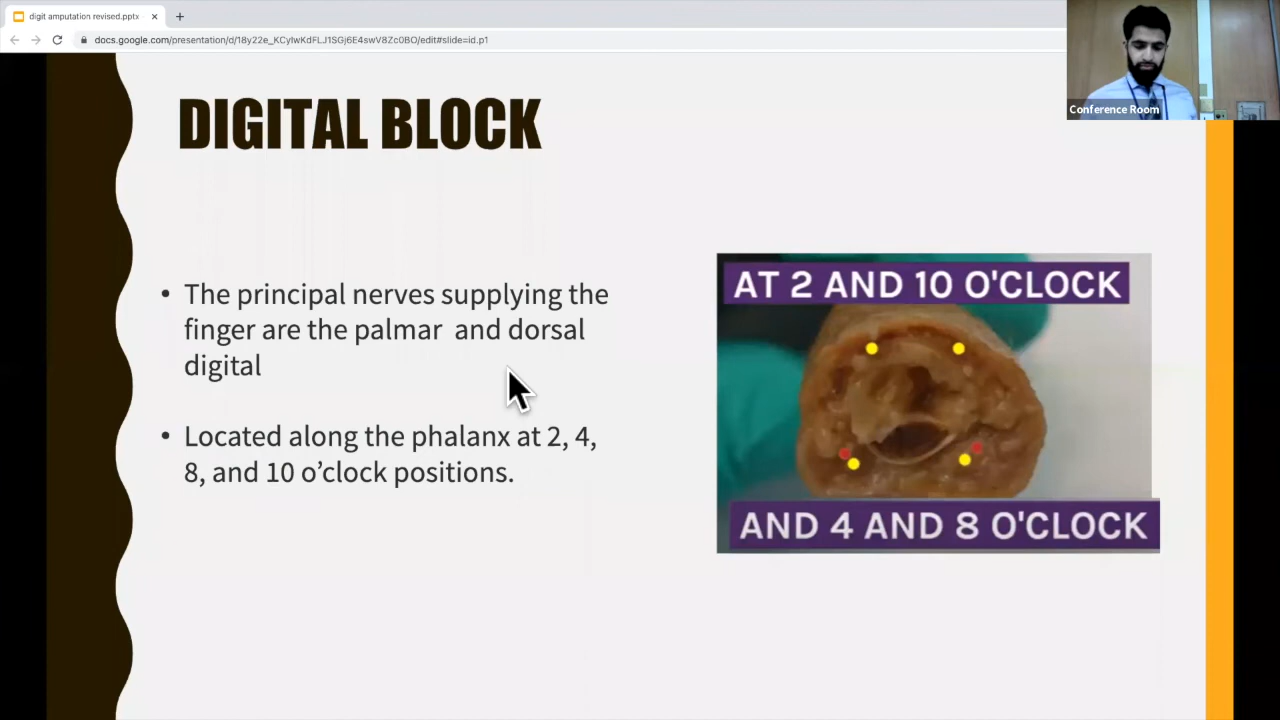 digit amputation revised.pptx
docs.google.com/presentation/d/18y22e_KCyIwKdFLJ1SGj6E4swV8Zc0BO/edit#slide=id.p1
Conference Room
DIGITAL BLOCK
• The principal nerves supplying the
finger are the palmar and dorsal
digital
• Located along the phalanx at 2, 4,
8, and 10 o’clock positions.
AT 2 AND 10 O'CLOCK
AND 4 AND 8 O'CLOCK